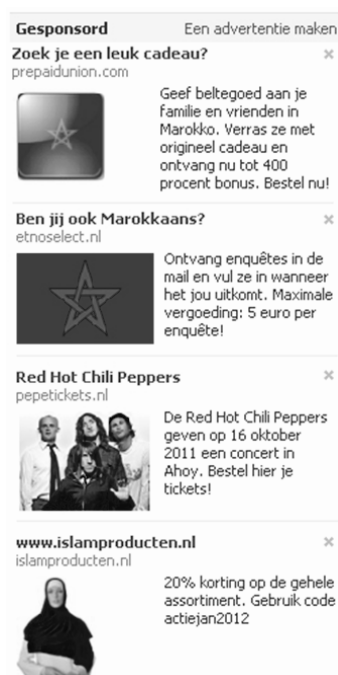 Gesponsord Een advertentie maken
Zoek je een leuk cadeau?
prepaidunion.com
Geef beltegoed aan je
familie en vrienden in
Marokko. Verras ze met
origineel cadeau en
ontvang nu tot 400
procent bonus. Bestel nu!
Ben jij ook Marokkaans?
etnoselect.nl
Ontvang enquêtes in de
mail en vul ze in wanneer
het jou uitkomt. Maximale
vergoeding: 5 euro per
enquête!
Red Hot Chili Peppers
pepetickets.nl
De Red Hot Chili Peppers
geven op 16 oktober
2011 een concert in
Ahoy. Bestel hier je
tickets!
www.islamproducten.nl
islamproducten.nl
20% korting op de gehele
assortiment. Gebruik code
actiejan2012